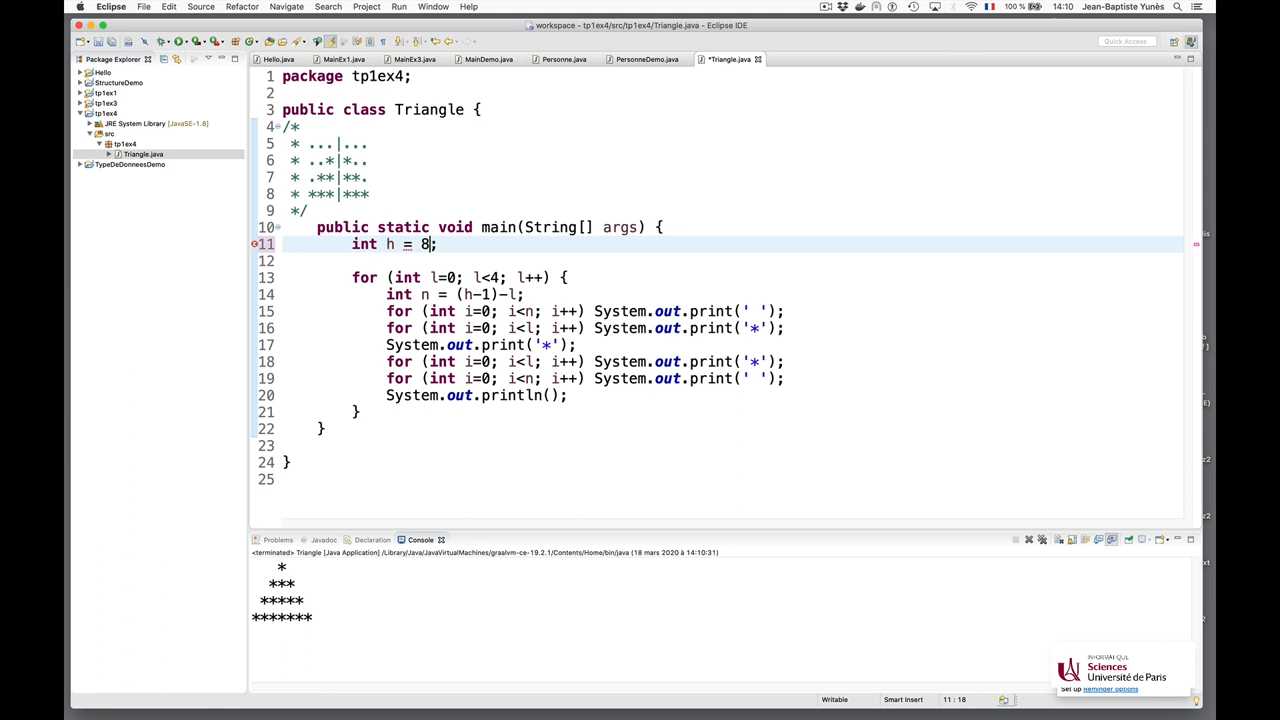 Eclipse File Edit Source Refactor Navigate Search Project Run Window Help 100 % 14:10 Jean-Baptiste Yunès
workspace - tp1ex4/src/tp1ex4/Triangle.java - Eclipse IDE
Quick Access
Package Explorer
Hello
StructureDemo
tp1ex1
tp1ex3
tp1ex4
JRE System Library [JavaSE-1.8]
src
tp1ex4
Triangle.java
TypeDeDonneesDemo
Hello.java MainEx1.java MainEx3.java MainDemo.java Personne.java PersonneDemo.java *Triangle.java
1 package tp1ex4;
2
3 public class Triangle {
4 /*
5 * ...|...
6 * ..*|*..
7 * .**|**.
8 * ***|***
9 */
10 public static void main(String[] args) {
11 int h = 8;
12
13 for (int l=0; l<4; l++) {
14 int n = (h-1)-l;
15 for (int i=0; i<n; i++) System.out.print(' ');
16 for (int i=0; i<l; i++) System.out.print('*');
17 System.out.print('*');
18 for (int i=0; i<l; i++) System.out.print('*');
19 for (int i=0; i<n; i++) System.out.print(' ');
20 System.out.println();
21 }
22 }
23
24 }
25
Problems Javadoc Declaration Console
<terminated> Triangle [Java Application] /Library/Java/JavaVirtualMachines/graalvm-ce-19.2.1/Contents/Home/bin/java (18 mars 2020 à 14:10:31)
*
***
*****
*******
Writable Smart Insert 11 : 18
INFORMATIQUE
Sciences
Université de Paris
Set up Reminder options